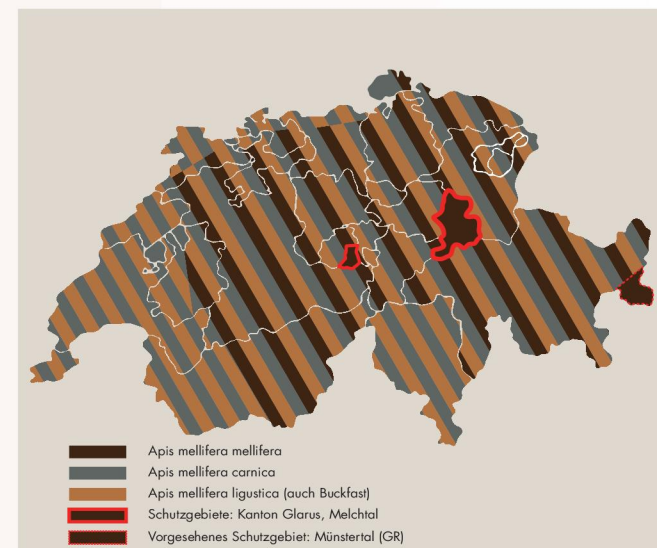 Apis mellifera mellifera
Apis mellifera carnica
Apis mellifera ligustica (auch Buckfast)
Schutzgebiete: Kanton Glarus, Melchtal
Vorgesehenes Schutzgebiet: Münstertal (GR)